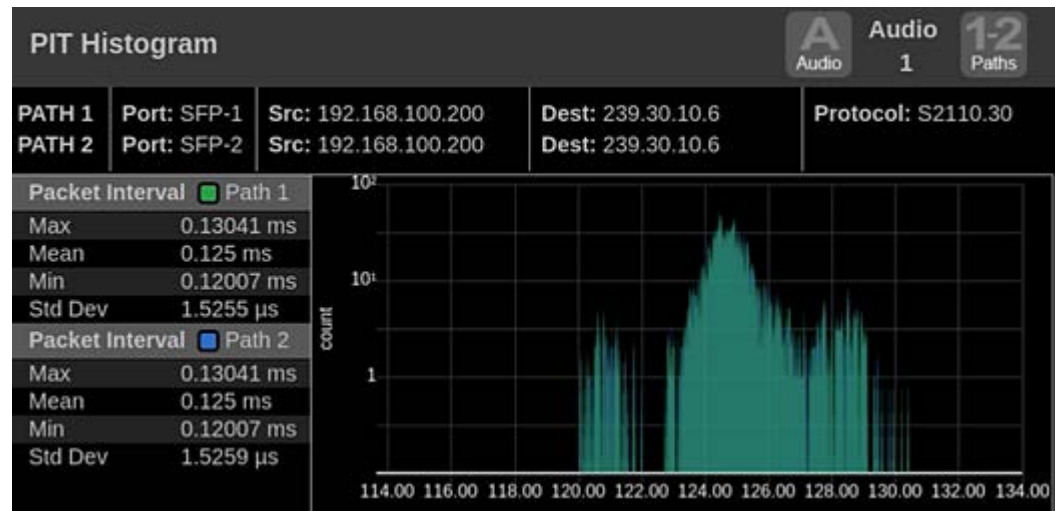 PIT Histogram
A
Audio
Audio
1
1-2
Paths
PATH 1 Port: SFP-1 Src: 192.168.100.200 Dest: 239.30.10.6 Protocol: S2110.30
PATH 2 Port: SFP-2 Src: 192.168.100.200 Dest: 239.30.10.6
Packet Interval Path 1
Max 0.13041 ms
Mean 0.125 ms
Min 0.12007 ms
Std Dev 1.5255 µs
Packet Interval Path 2
Max 0.13041 ms
Mean 0.125 ms
Min 0.12007 ms
Std Dev 1.5259 µs
10²
10¹
1
count
114.00 116.00 118.00 120.00 122.00 124.00 126.00 128.00 130.00 132.00 134.00